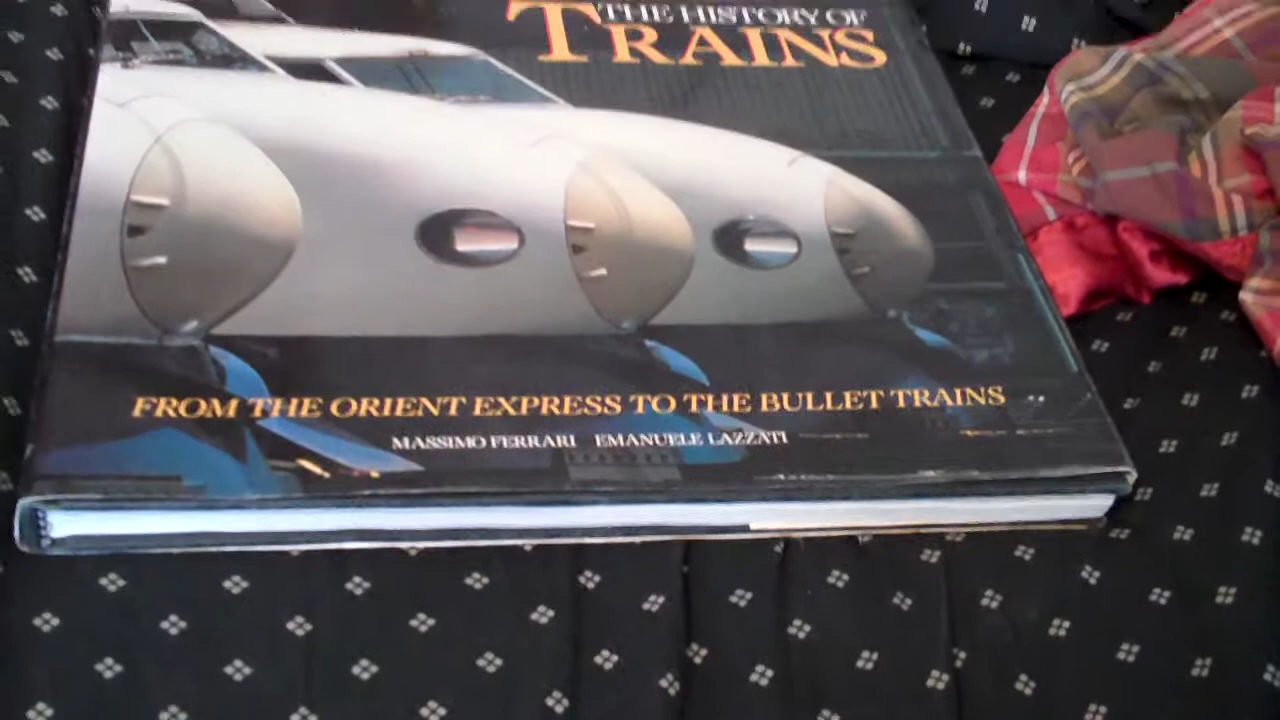 THE HISTORY OF
TRAINS
FROM THE ORIENT EXPRESS TO THE BULLET TRAINS
MASSIMO FERRARI EMANUELE LAZZATI